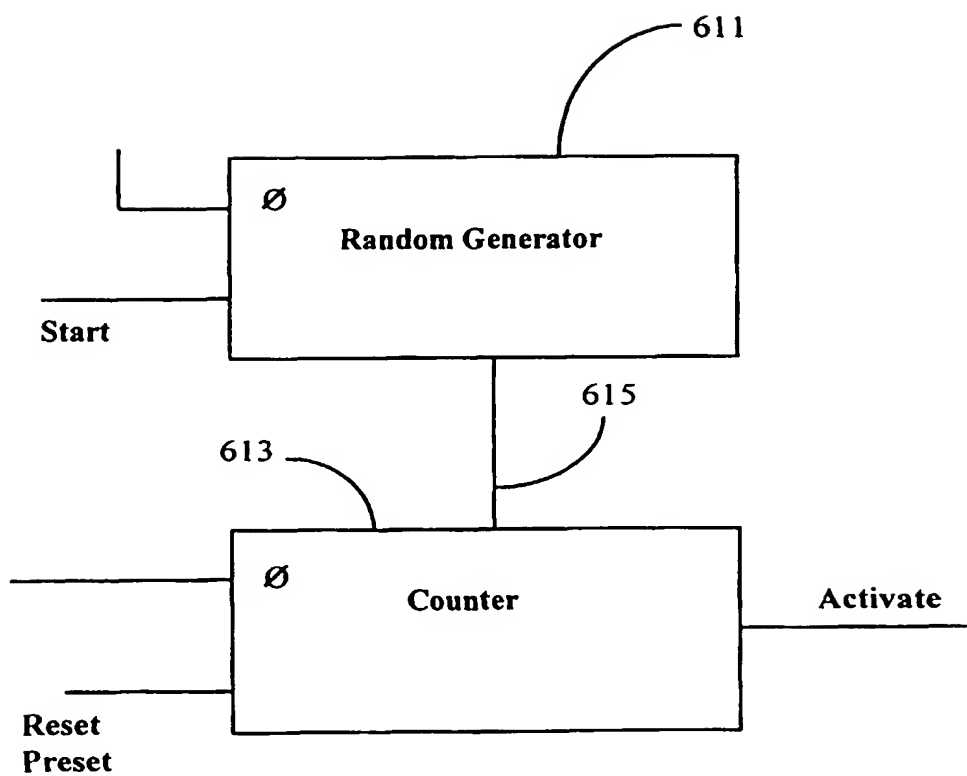 611
Ø
Random Generator
Start
615
613
Ø
Counter
Activate
Reset
Preset